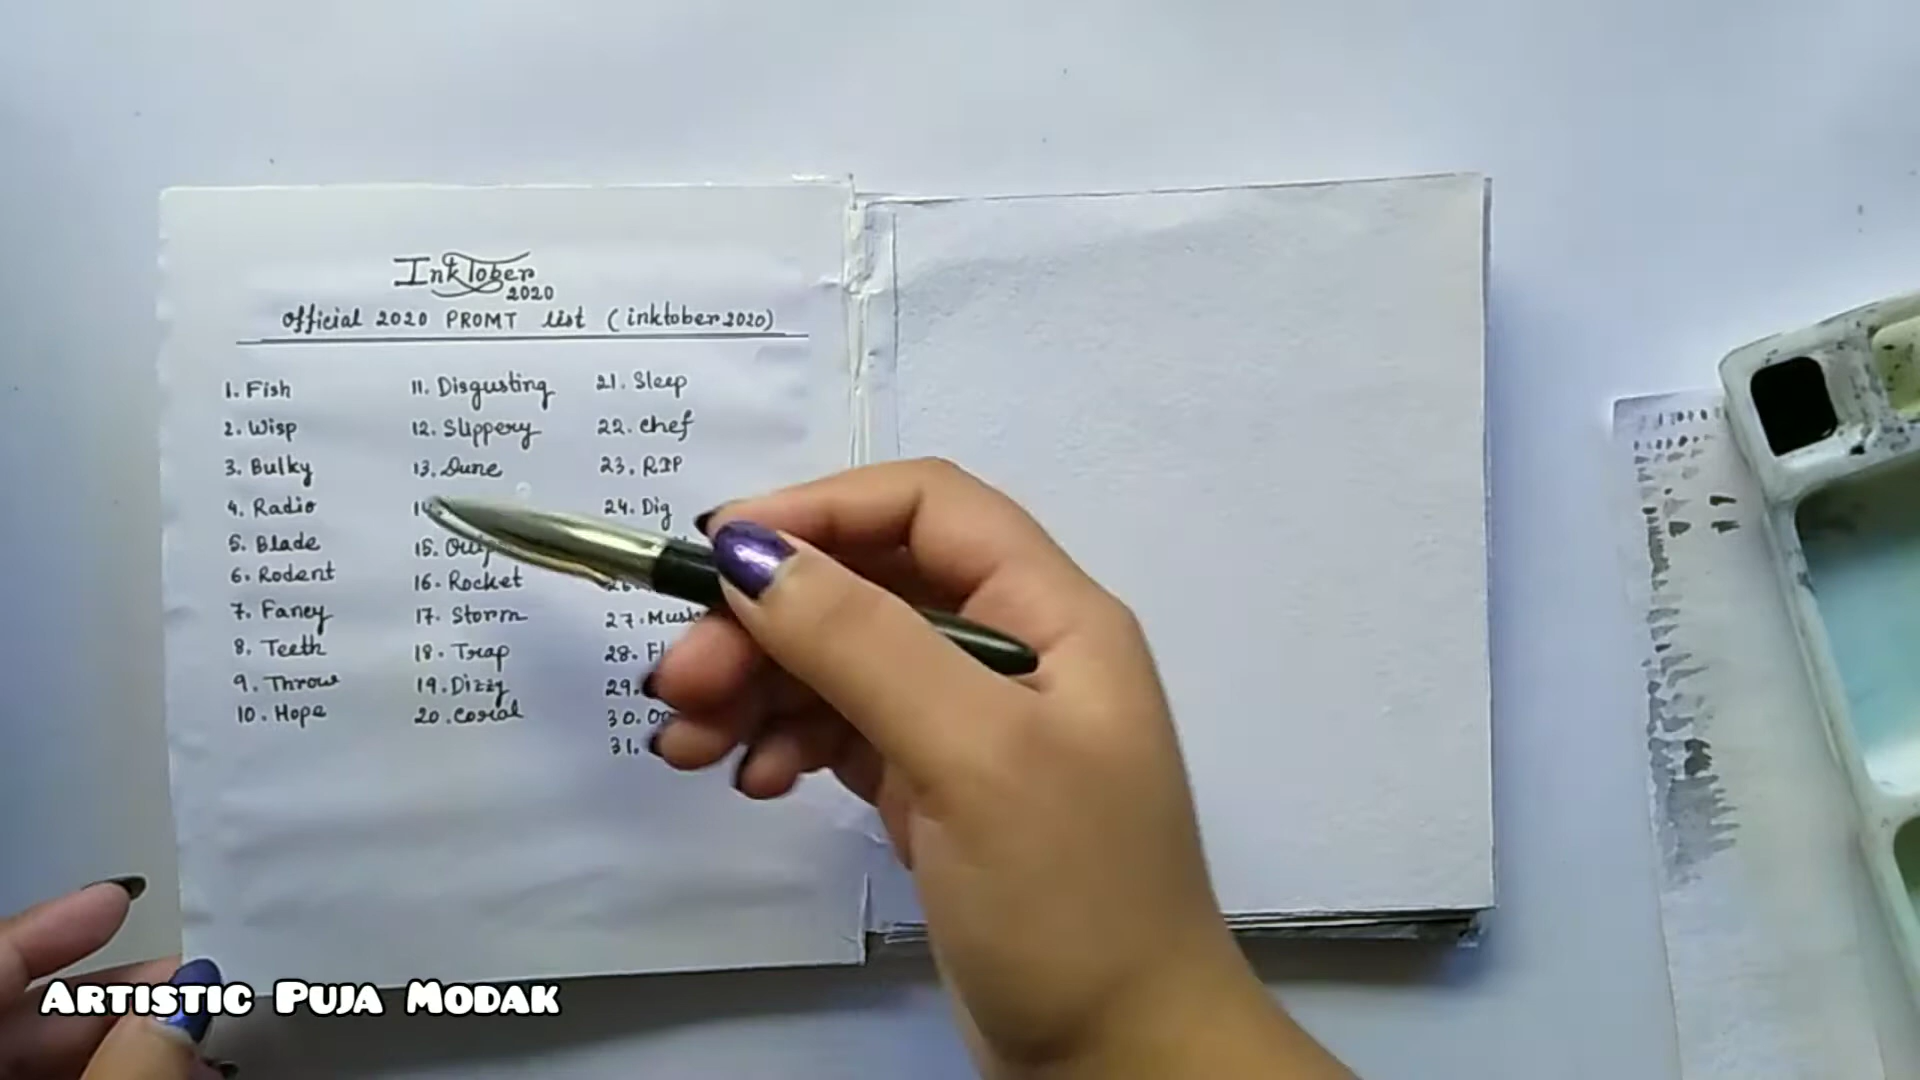 InkTober
2020
official 2020 PROMT list (inktober2020)
1. Fish
2. Wisp
3. Bulky
4. Radio
5. Blade
6. Rodent
7. Fancy
8. Teeth
9. Throw
10. Hope
11. Disgusting
12. Slippery
13. Dune
14.
15.
16. Rocket
17. Storm
18. Trap
19. Dizzy
20. Coral
21. Sleep
22. chef
23. RIP
24. Dig
26.
27.
28.
29.
30.
31.
Artistic Puja Modak